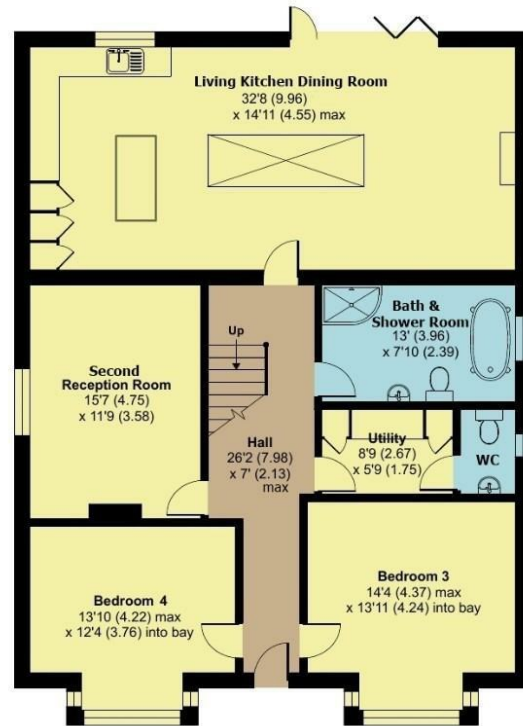 Living Kitchen Dining Room
32'8 (9.96)
x 14'11 (4.55) max
Bath &
Shower Room
13' (3.96)
x 7'10 (2.39)
Up
Second
Reception Room
15'7 (4.75)
x 11'9 (3.58)
Hall
26'2 (7.98)
x 7' (2.13)
max
Utility
8'9 (2.67)
x 5'9 (1.75)
WC
Bedroom 4
13'10 (4.22) max
x 12'4 (3.76) into bay
Bedroom 3
14'4 (4.37) max
x 13'11 (4.24) into bay